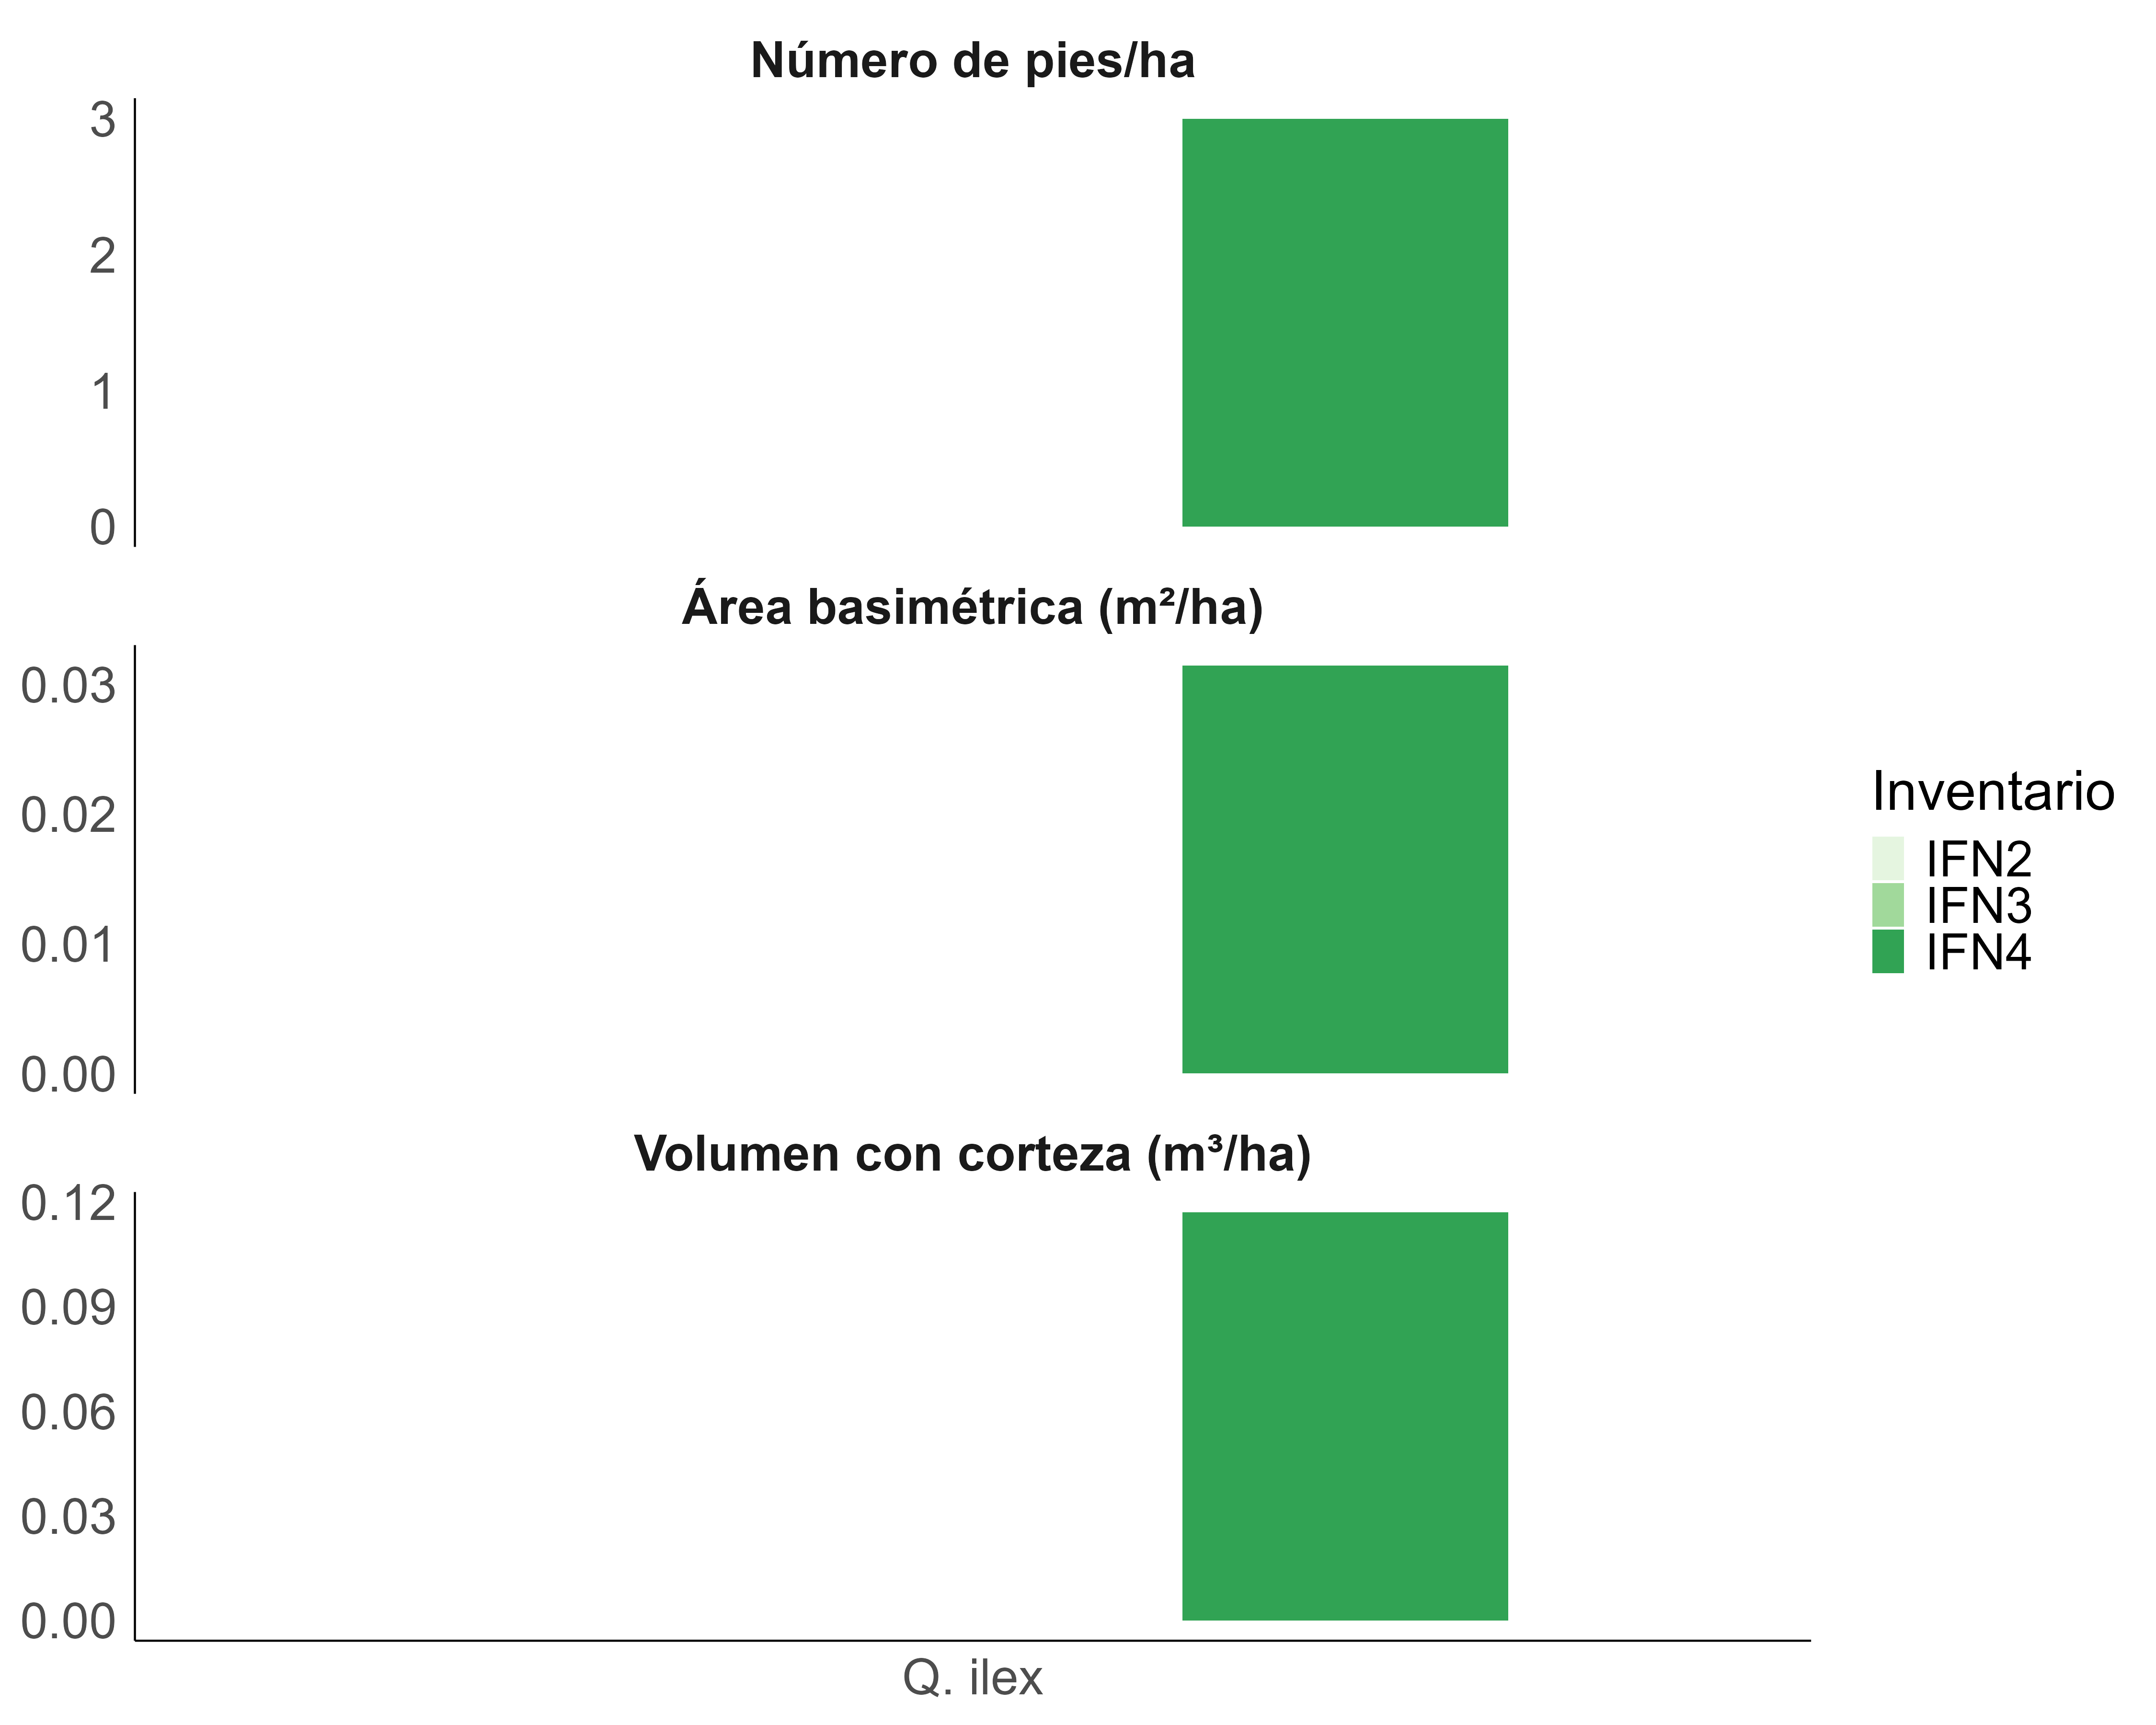 Número de pies/ha
3
2
1
0
Área basimétrica (m²/ha)
0.03
0.02
0.01
0.00
Volumen con corteza (m³/ha)
0.12
0.09
0.06
0.03
0.00
Q. ilex
Inventario
IFN2
IFN3
IFN4